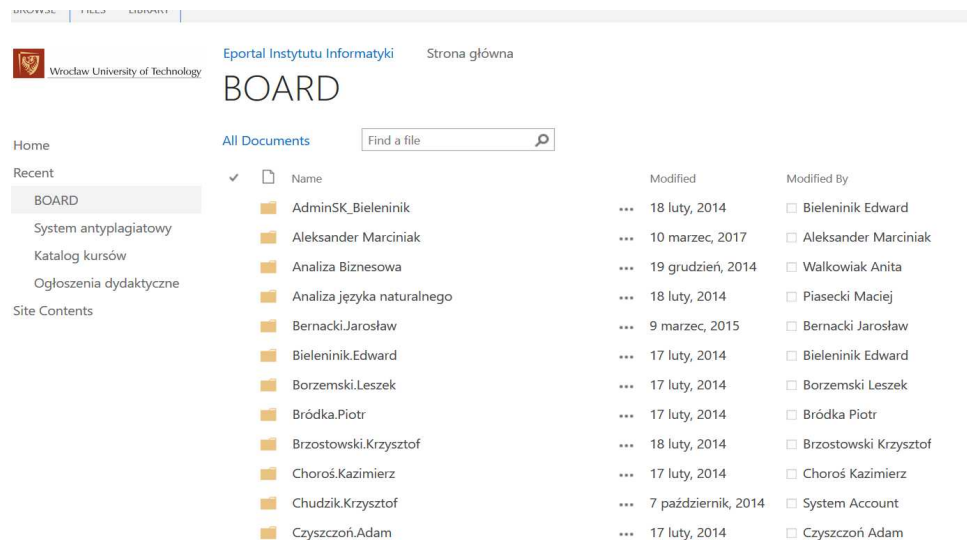 BROWSE FILES LIBRARY
Wrocław University of Technology
Eportal Instytutu Informatyki Strona główna
BOARD
Home
Recent
BOARD
System antyplagiatowy
Katalog kursów
Ogłoszenia dydaktyczne
Site Contents
All Documents Find a file
Name Modified Modified By
AdminSK_Bieleninik ... 18 luty, 2014 Bieleninik Edward
Aleksander Marciniak ... 10 marzec, 2017 Aleksander Marciniak
Analiza Biznesowa ... 19 grudzień, 2014 Walkowiak Anita
Analiza języka naturalnego ... 18 luty, 2014 Piasecki Maciej
Bernacki.Jarosław ... 9 marzec, 2015 Bernacki Jarosław
Bieleninik.Edward ... 17 luty, 2014 Bieleninik Edward
Borzemski.Leszek ... 17 luty, 2014 Borzemski Leszek
Bródka.Piotr ... 17 luty, 2014 Bródka Piotr
Brzostowski.Krzysztof ... 18 luty, 2014 Brzostowski Krzysztof
Choroś.Kazimierz ... 17 luty, 2014 Choroś Kazimierz
Chudzik.Krzysztof ... 7 październik, 2014 System Account
Czyszczoń.Adam ... 17 luty, 2014 Czyszczoń Adam